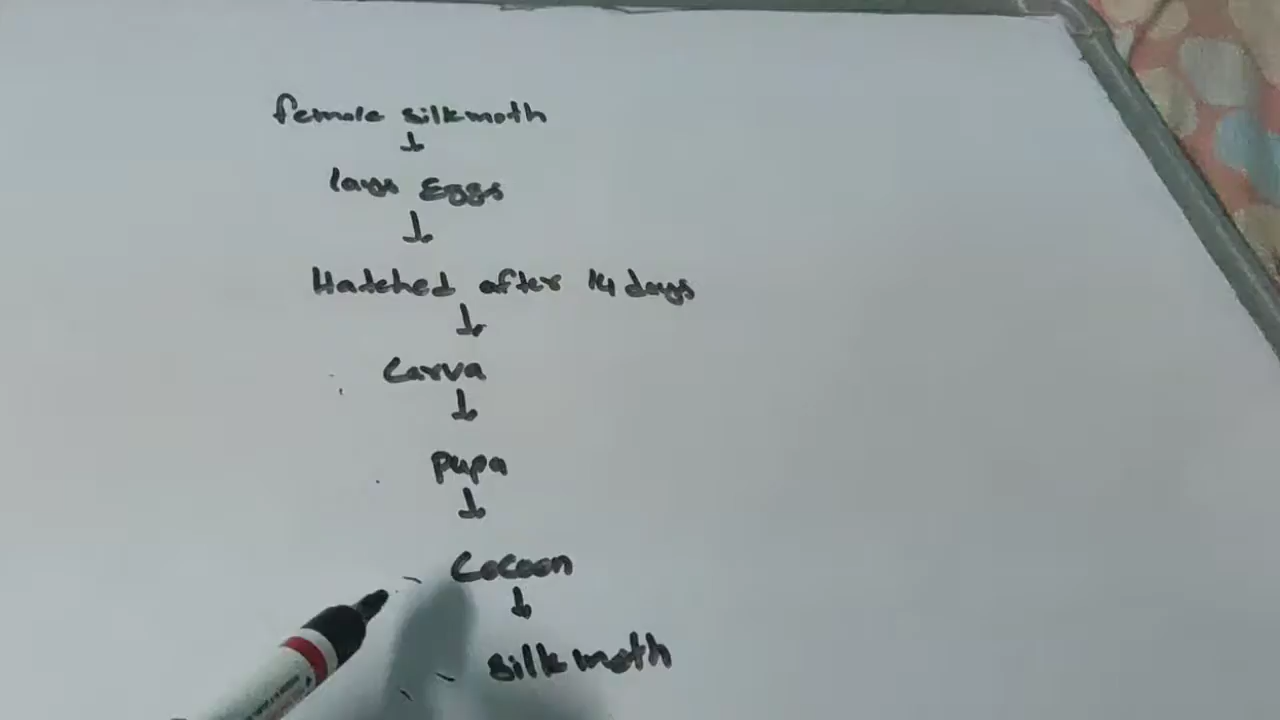 female silkmoth
↓
lays Eggs
↓
Hatched after 14 days
↓
Larva
↓
pupa
↓
Cocoon
↓
silkmoth